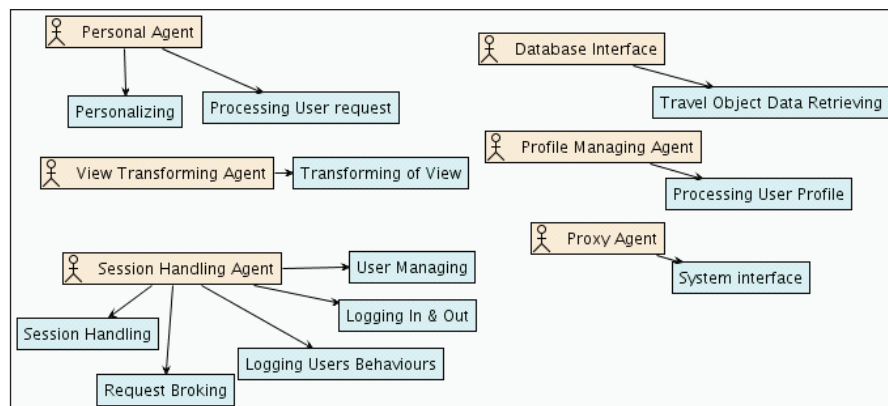 Personal Agent
Personalizing
Processing User request
View Transforming Agent
Transforming of View
Session Handling Agent
User Managing
Logging In & Out
Session Handling
Logging Users Behaviours
Request Broking
Database Interface
Travel Object Data Retrieving
Profile Managing Agent
Processing User Profile
Proxy Agent
System interface